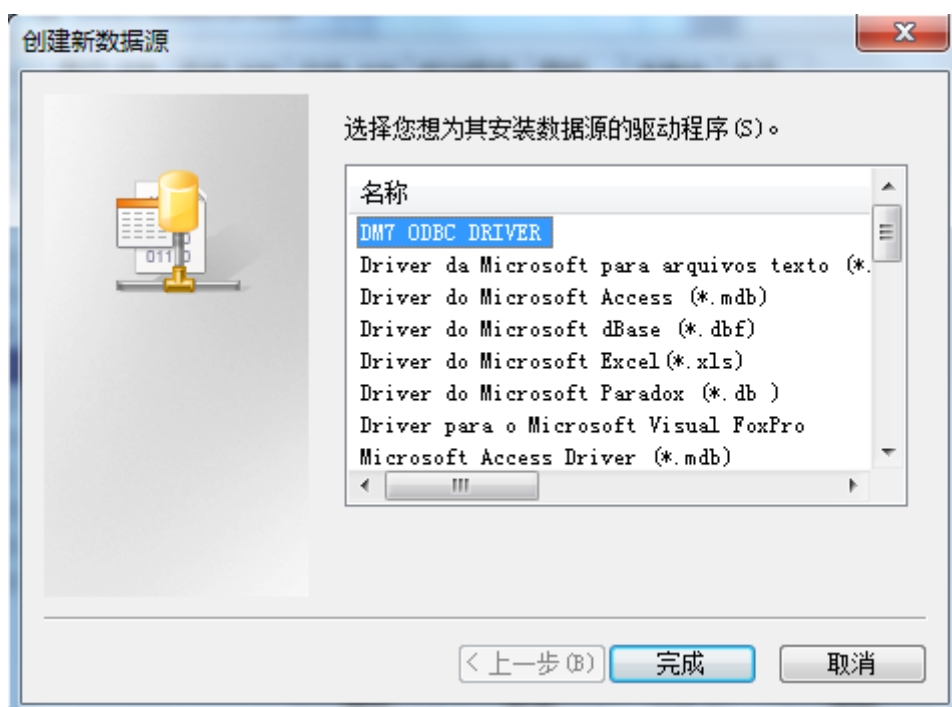 创建新数据源
选择您想为其安装数据源的驱动程序(S)。
名称
DM7 ODBC DRIVER
Driver da Microsoft para arquivos texto (*.
Driver do Microsoft Access (*.mdb)
Driver do Microsoft dBase (*.dbf)
Driver do Microsoft Excel(*.xls)
Driver do Microsoft Paradox (*.db )
Driver para o Microsoft Visual FoxPro
Microsoft Access Driver (*.mdb)
< 上一步(B) 完成 取消